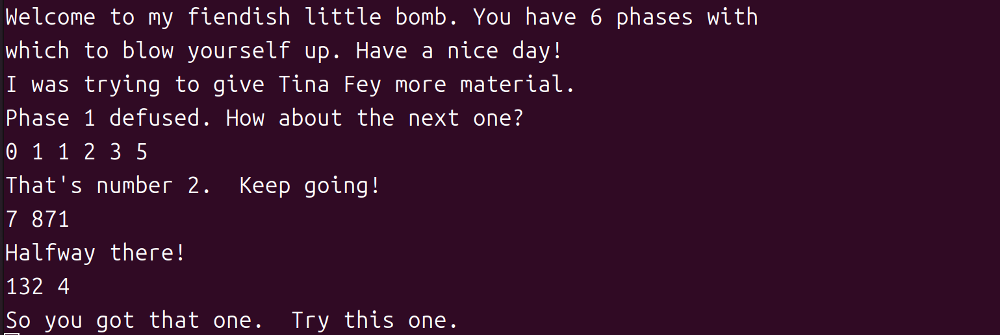 Welcome to my fiendish little bomb. You have 6 phases with
which to blow yourself up. Have a nice day!
I was trying to give Tina Fey more material.
Phase 1 defused. How about the next one?
0 1 1 2 3 5
That's number 2.  Keep going!
7 871
Halfway there!
132 4
So you got that one.  Try this one.